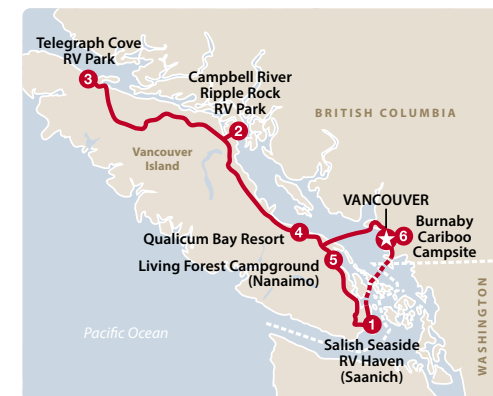 Telegraph Cove
RV Park
3
Campbell River
Ripple Rock
RV Park
2
BRITISH COLUMBIA
Vancouver
Island
VANCOUVER
Burnaby
Cariboo
Campsite
6
Qualicum Bay Resort
4
Living Forest Campground
(Nanaimo)
5
Pacific Ocean
1
Salish Seaside
RV Haven
(Saanich)
WASHINGTON